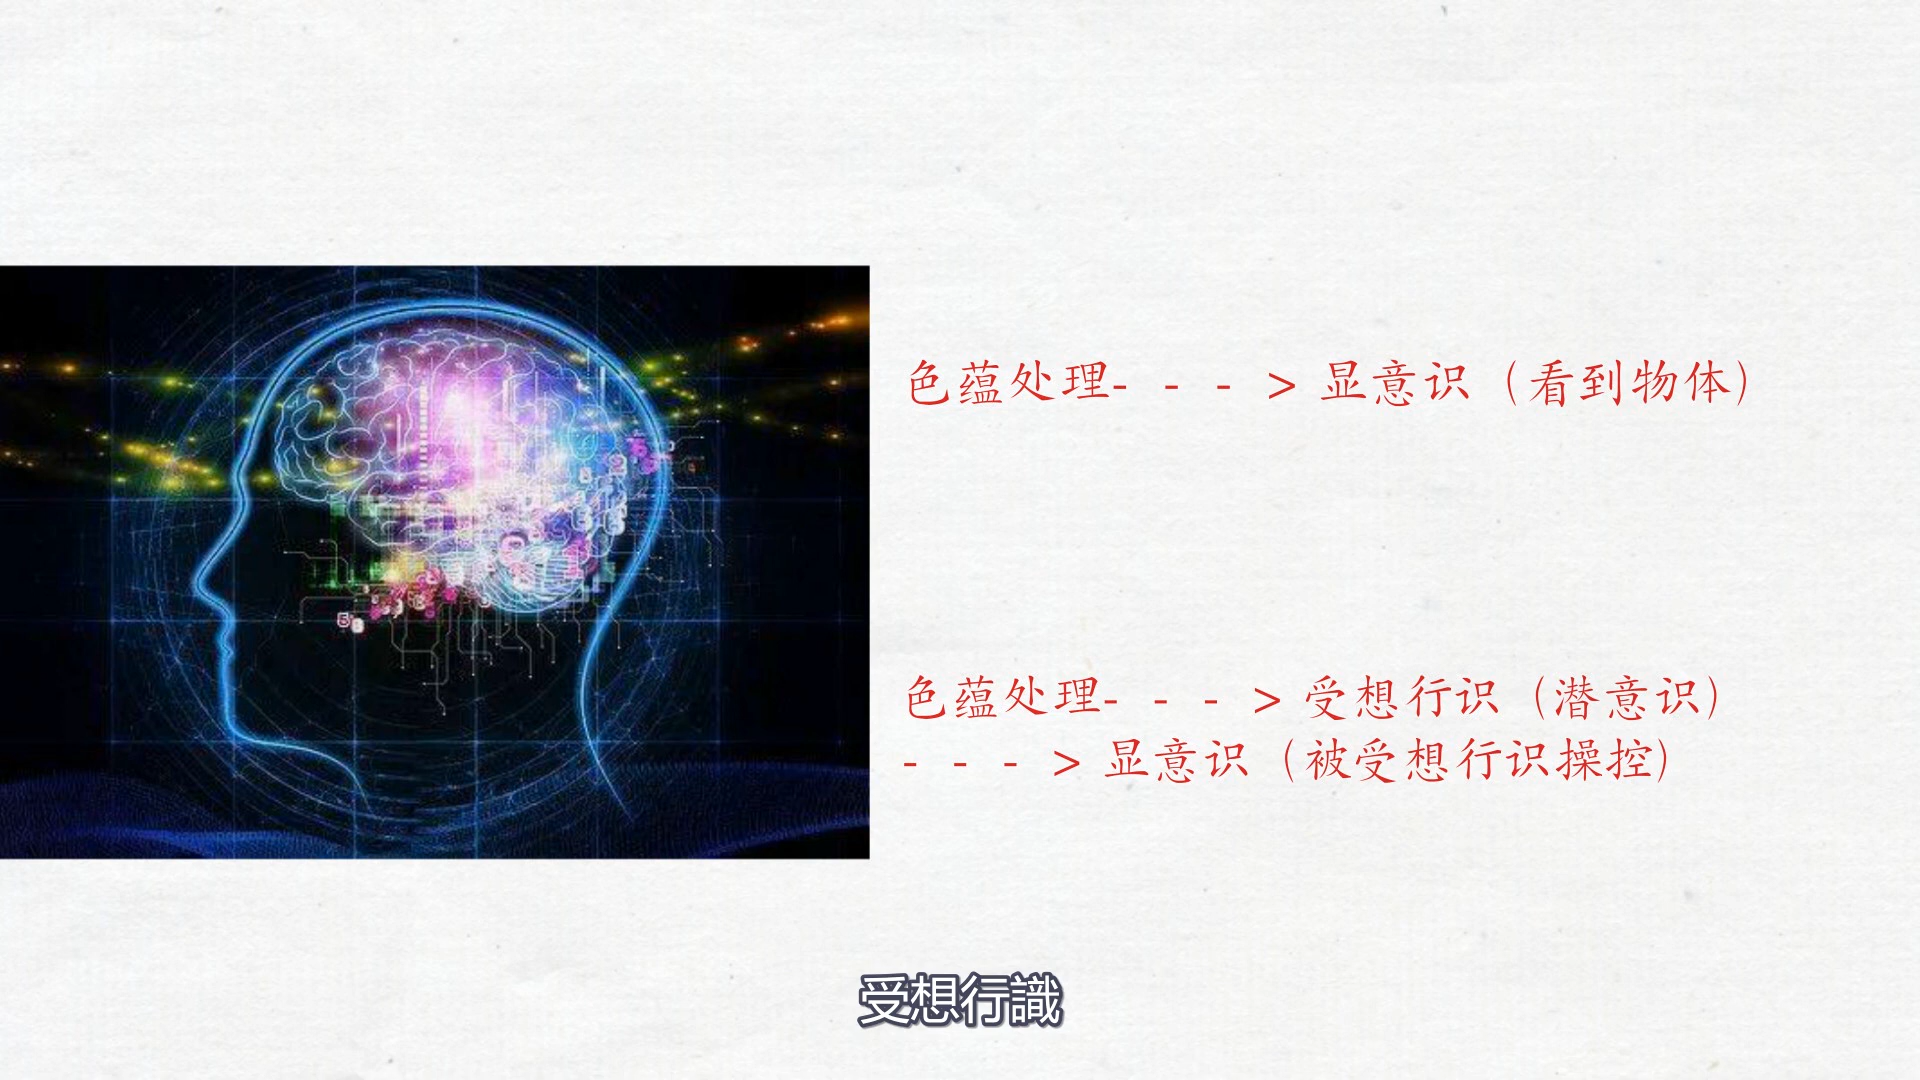 色蕴处理- - - > 显意识（看到物体）
色蕴处理- - - > 受想行识（潜意识）
- - - > 显意识（被受想行识操控）
受想行識